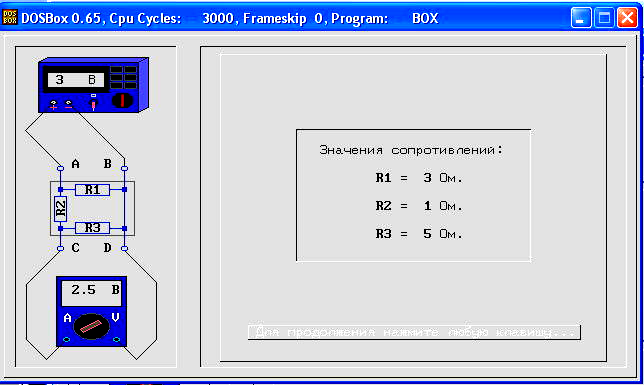 DOSBox 0.65, Cpu Cycles: 3000, Frameskip 0, Program: BOX
3 В
A B
R1
R2
R3
C D
2.5 В
A V
Значения сопротивлений:
R1 = 3 Ом.
R2 = 1 Ом.
R3 = 5 Ом.
Для продолжения нажмите любую клавишу...